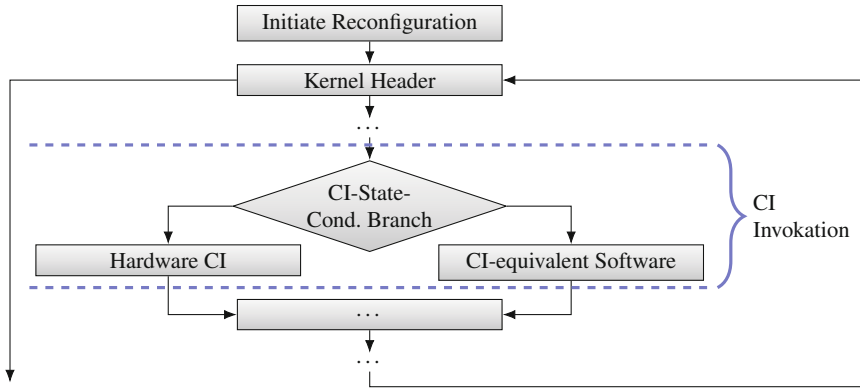 Initiate Reconfiguration
Kernel Header
...
CI-State-
Cond. Branch
CI
Invokation
Hardware CI
CI-equivalent Software
...
...